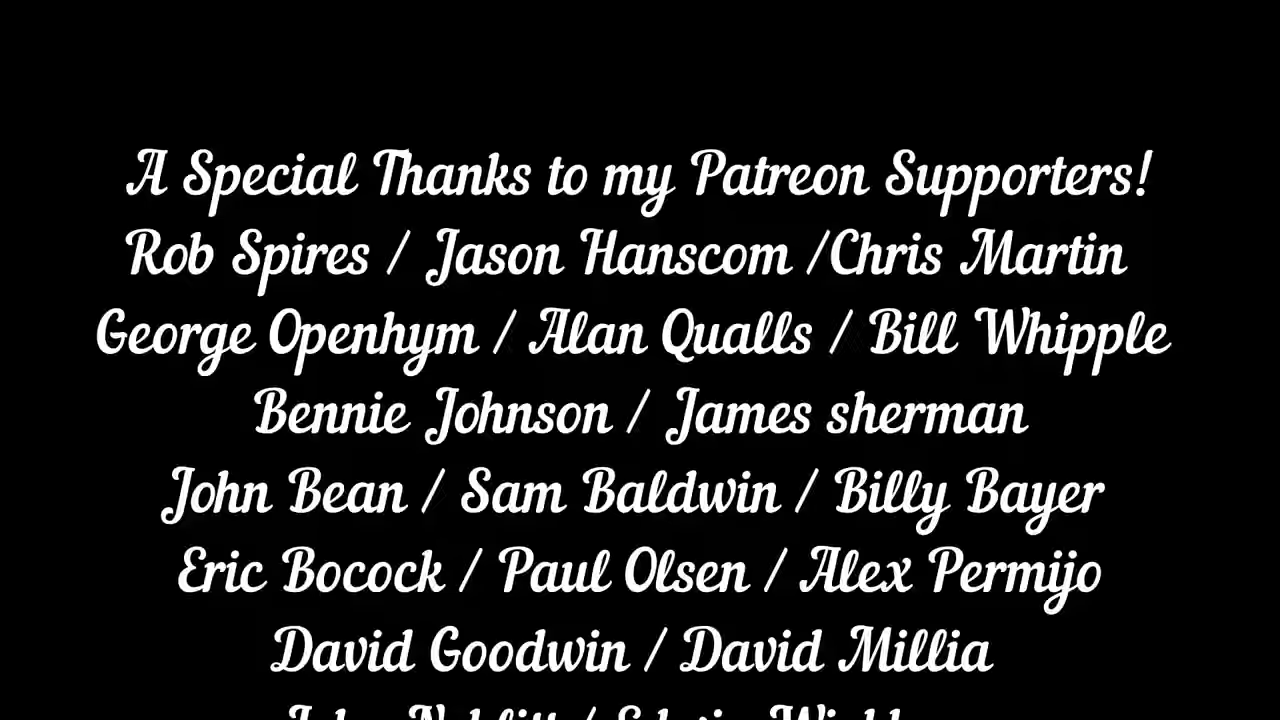 A Special Thanks to my Patreon Supporters!
Rob Spires / Jason Hanscom /Chris Martin
George Openhym / Alan Qualls / Bill Whipple
Bennie Johnson / James sherman
John Bean / Sam Baldwin / Billy Bayer
Eric Bocock / Paul Olsen / Alex Permijo
David Goodwin / David Millia
John